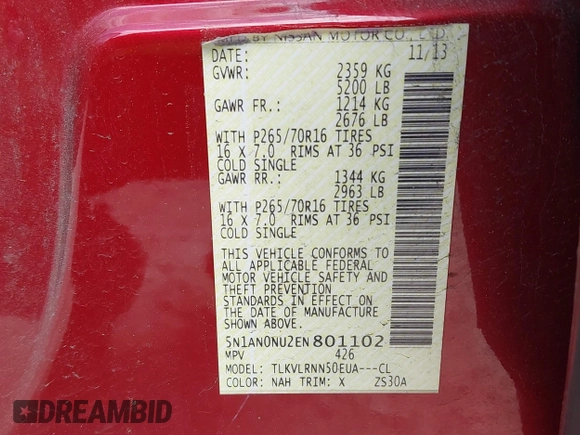 BY NISSAN MOTOR CO., LTD.
DATE: 11/13
GVWR: 2359 KG
5200 LB
GAWR FR.: 1214 KG
2676 LB
WITH P265/70R16 TIRES
16 X 7.0 RIMS AT 36 PSI
COLD SINGLE
GAWR RR.: 1344 KG
2963 LB
WITH P265/70R16 TIRES
16 X 7.0 RIMS AT 36 PSI
COLD SINGLE
THIS VEHICLE CONFORMS TO
ALL APPLICABLE FEDERAL
MOTOR VEHICLE SAFETY AND
THEFT PREVENTION
STANDARDS IN EFFECT ON
THE DATE OF MANUFACTURE
SHOWN ABOVE.
5N1AN0NU2EN801102
MPV 426
MODEL: TLKVLRNN50EUA---CL
COLOR: NAH TRIM: X ZS30A
DREAMBID